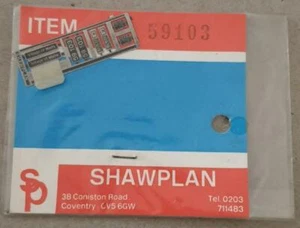 ITEM 59103
SP
SHAWPLAN
38 Coniston Road Tel. 0203
Coventry CV5 6GW 711483